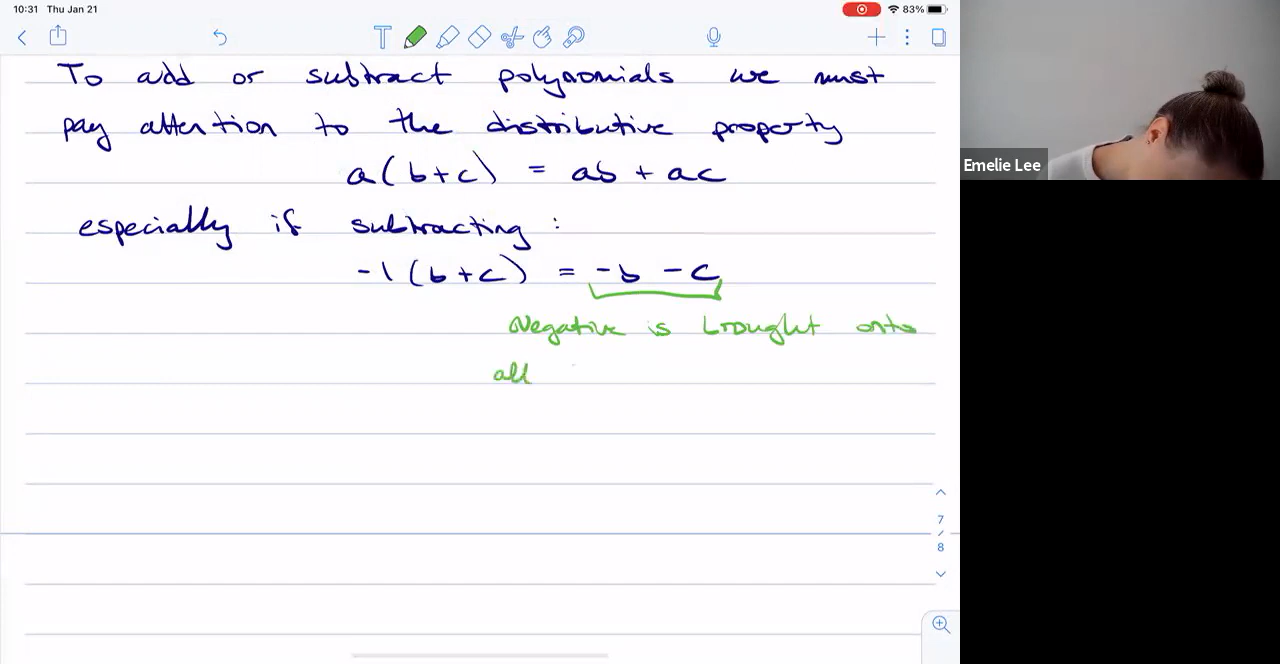 10:31 Thu Jan 21
83%
To add or subtract polynomials we must
pay attention to the distributive property
a(b+c) = ab + ac
especially if subtracting :
-1(b+c) = -b -c
Negative is brought onto
all
Emelie Lee
7
/
8